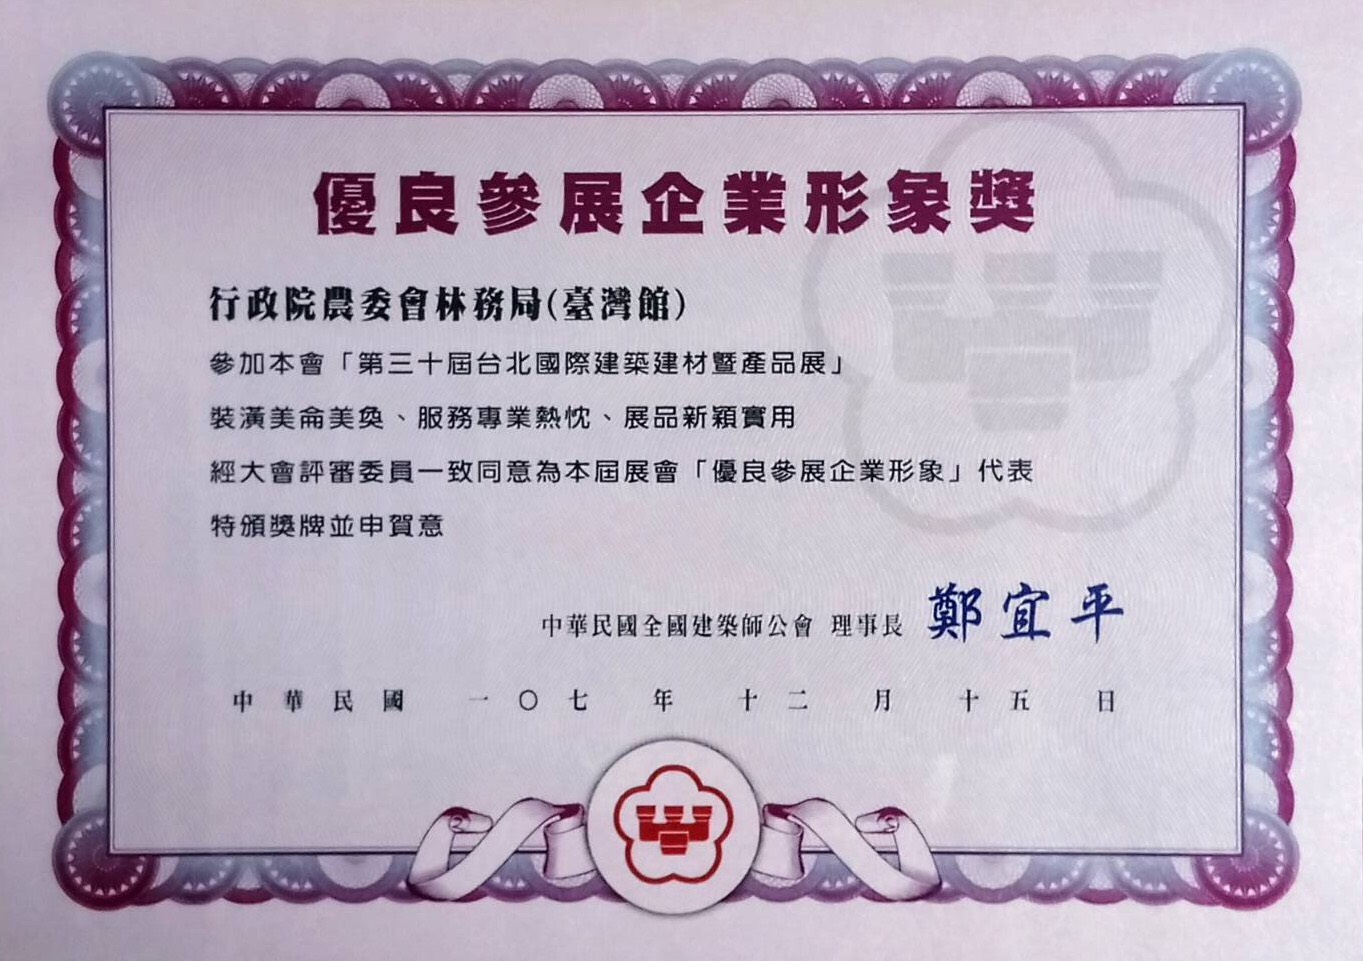 優良參展企業形象獎
行政院農委會林務局(臺灣館)
參加本會「第三十屆台北國際建築建材暨產品展」
裝潢美侖美奐、服務專業熱忱、展品新穎實用
經大會評審委員一致同意為本屆展會「優良參展企業形象」代表
特頒獎牌並申賀意
中華民國全國建築師公會 理事長 鄭宜平
中華民國 一〇七 年 十二 月 十五 日